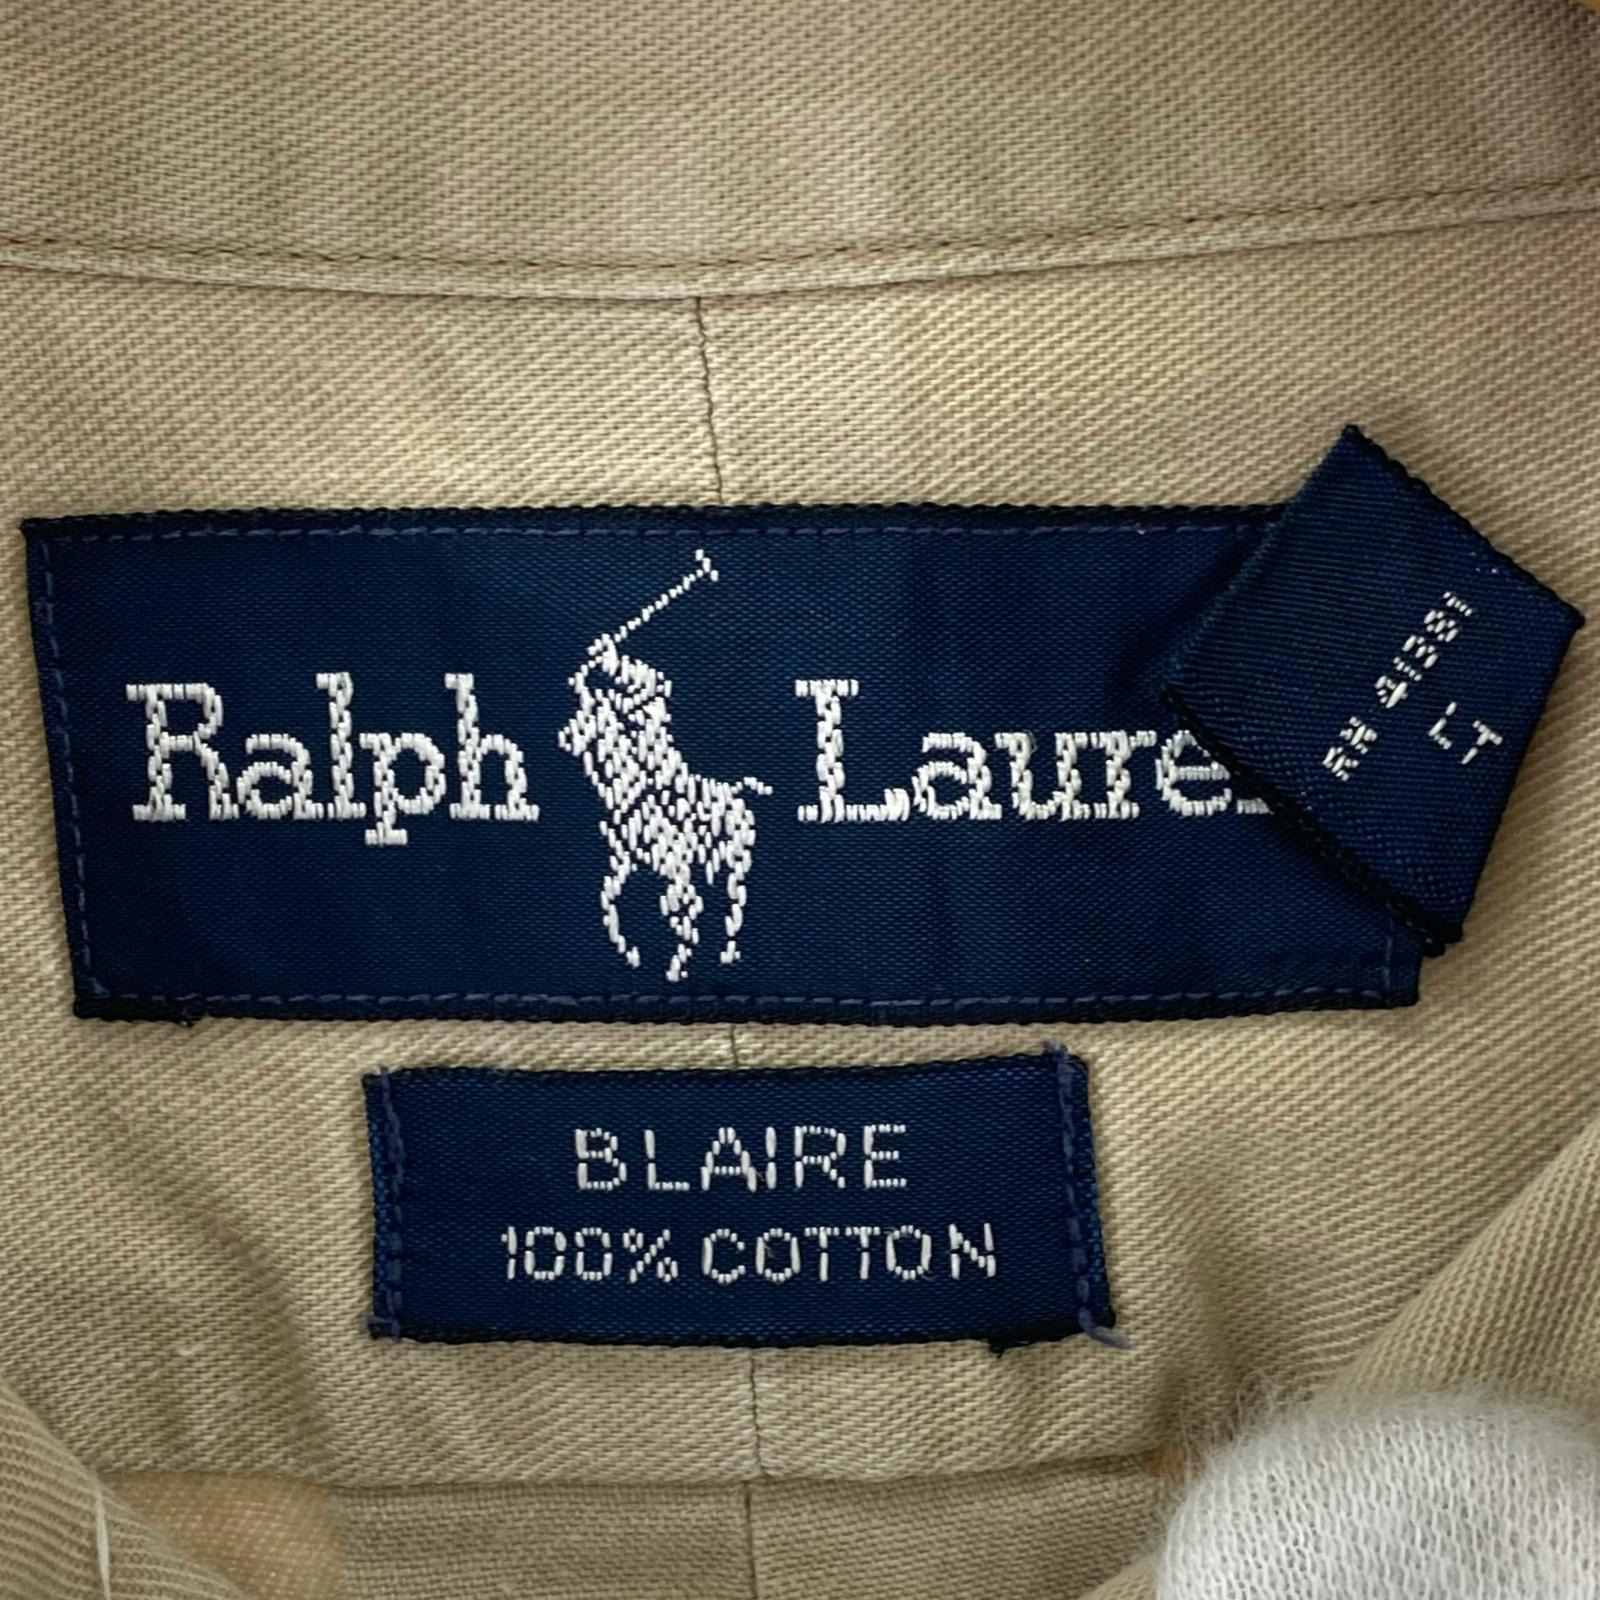 Ralph Laure
RN 41381
LT
BLAIRE
100% COTTON